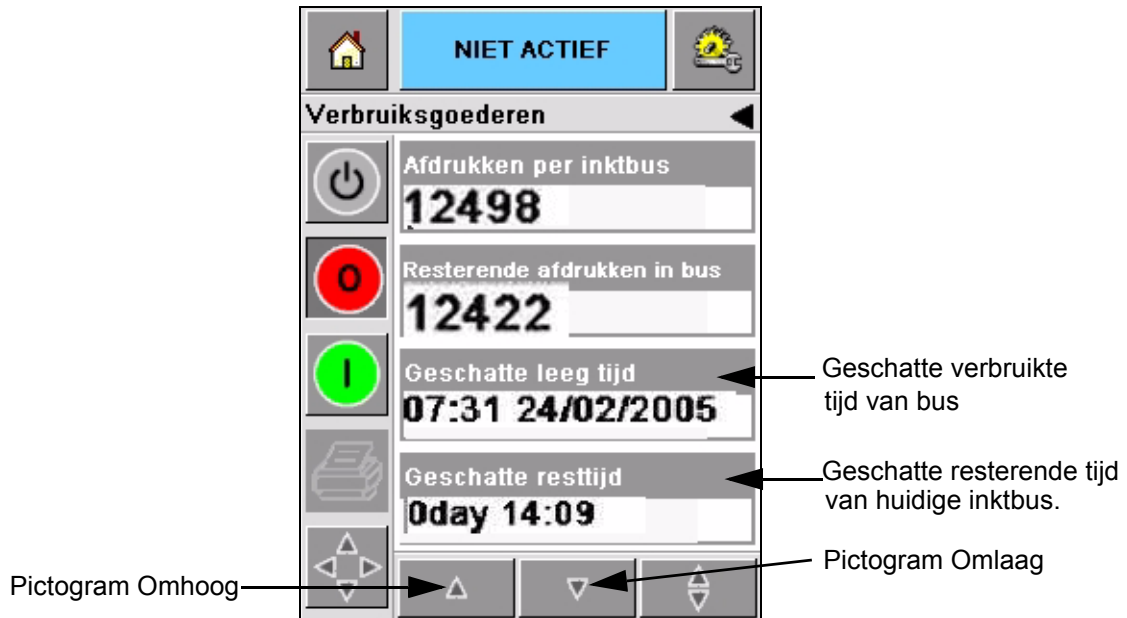 NIET ACTIEF
Verbruiksgoederen
Afdrukken per inktbus
12498
Resterende afdrukken in bus
12422
Geschatte leeg tijd
07:31 24/02/2005
Geschatte resttijd
0day 14:09
0
I
Geschatte verbruikte
tijd van bus
Geschatte resterende tijd
van huidige inktbus.
Pictogram Omlaag
Pictogram Omhoog